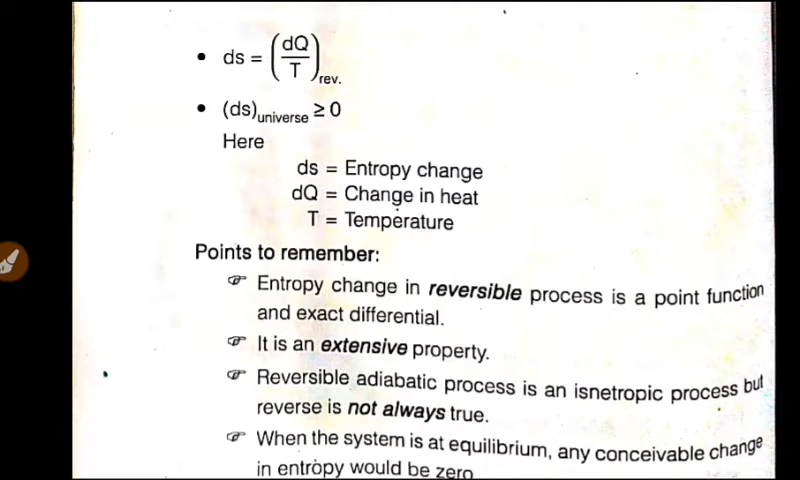 • ds = (dQ/T)rev.
• (ds)universe ≥ 0
Here
ds = Entropy change
dQ = Change in heat
T = Temperature
Points to remember:
☞ Entropy change in reversible process is a point function
and exact differential.
☞ It is an extensive property.
☞ Reversible adiabatic process is an isnetropic process but
reverse is not always true.
☞ When the system is at equilibrium, any conceivable change
in entropy would be zero